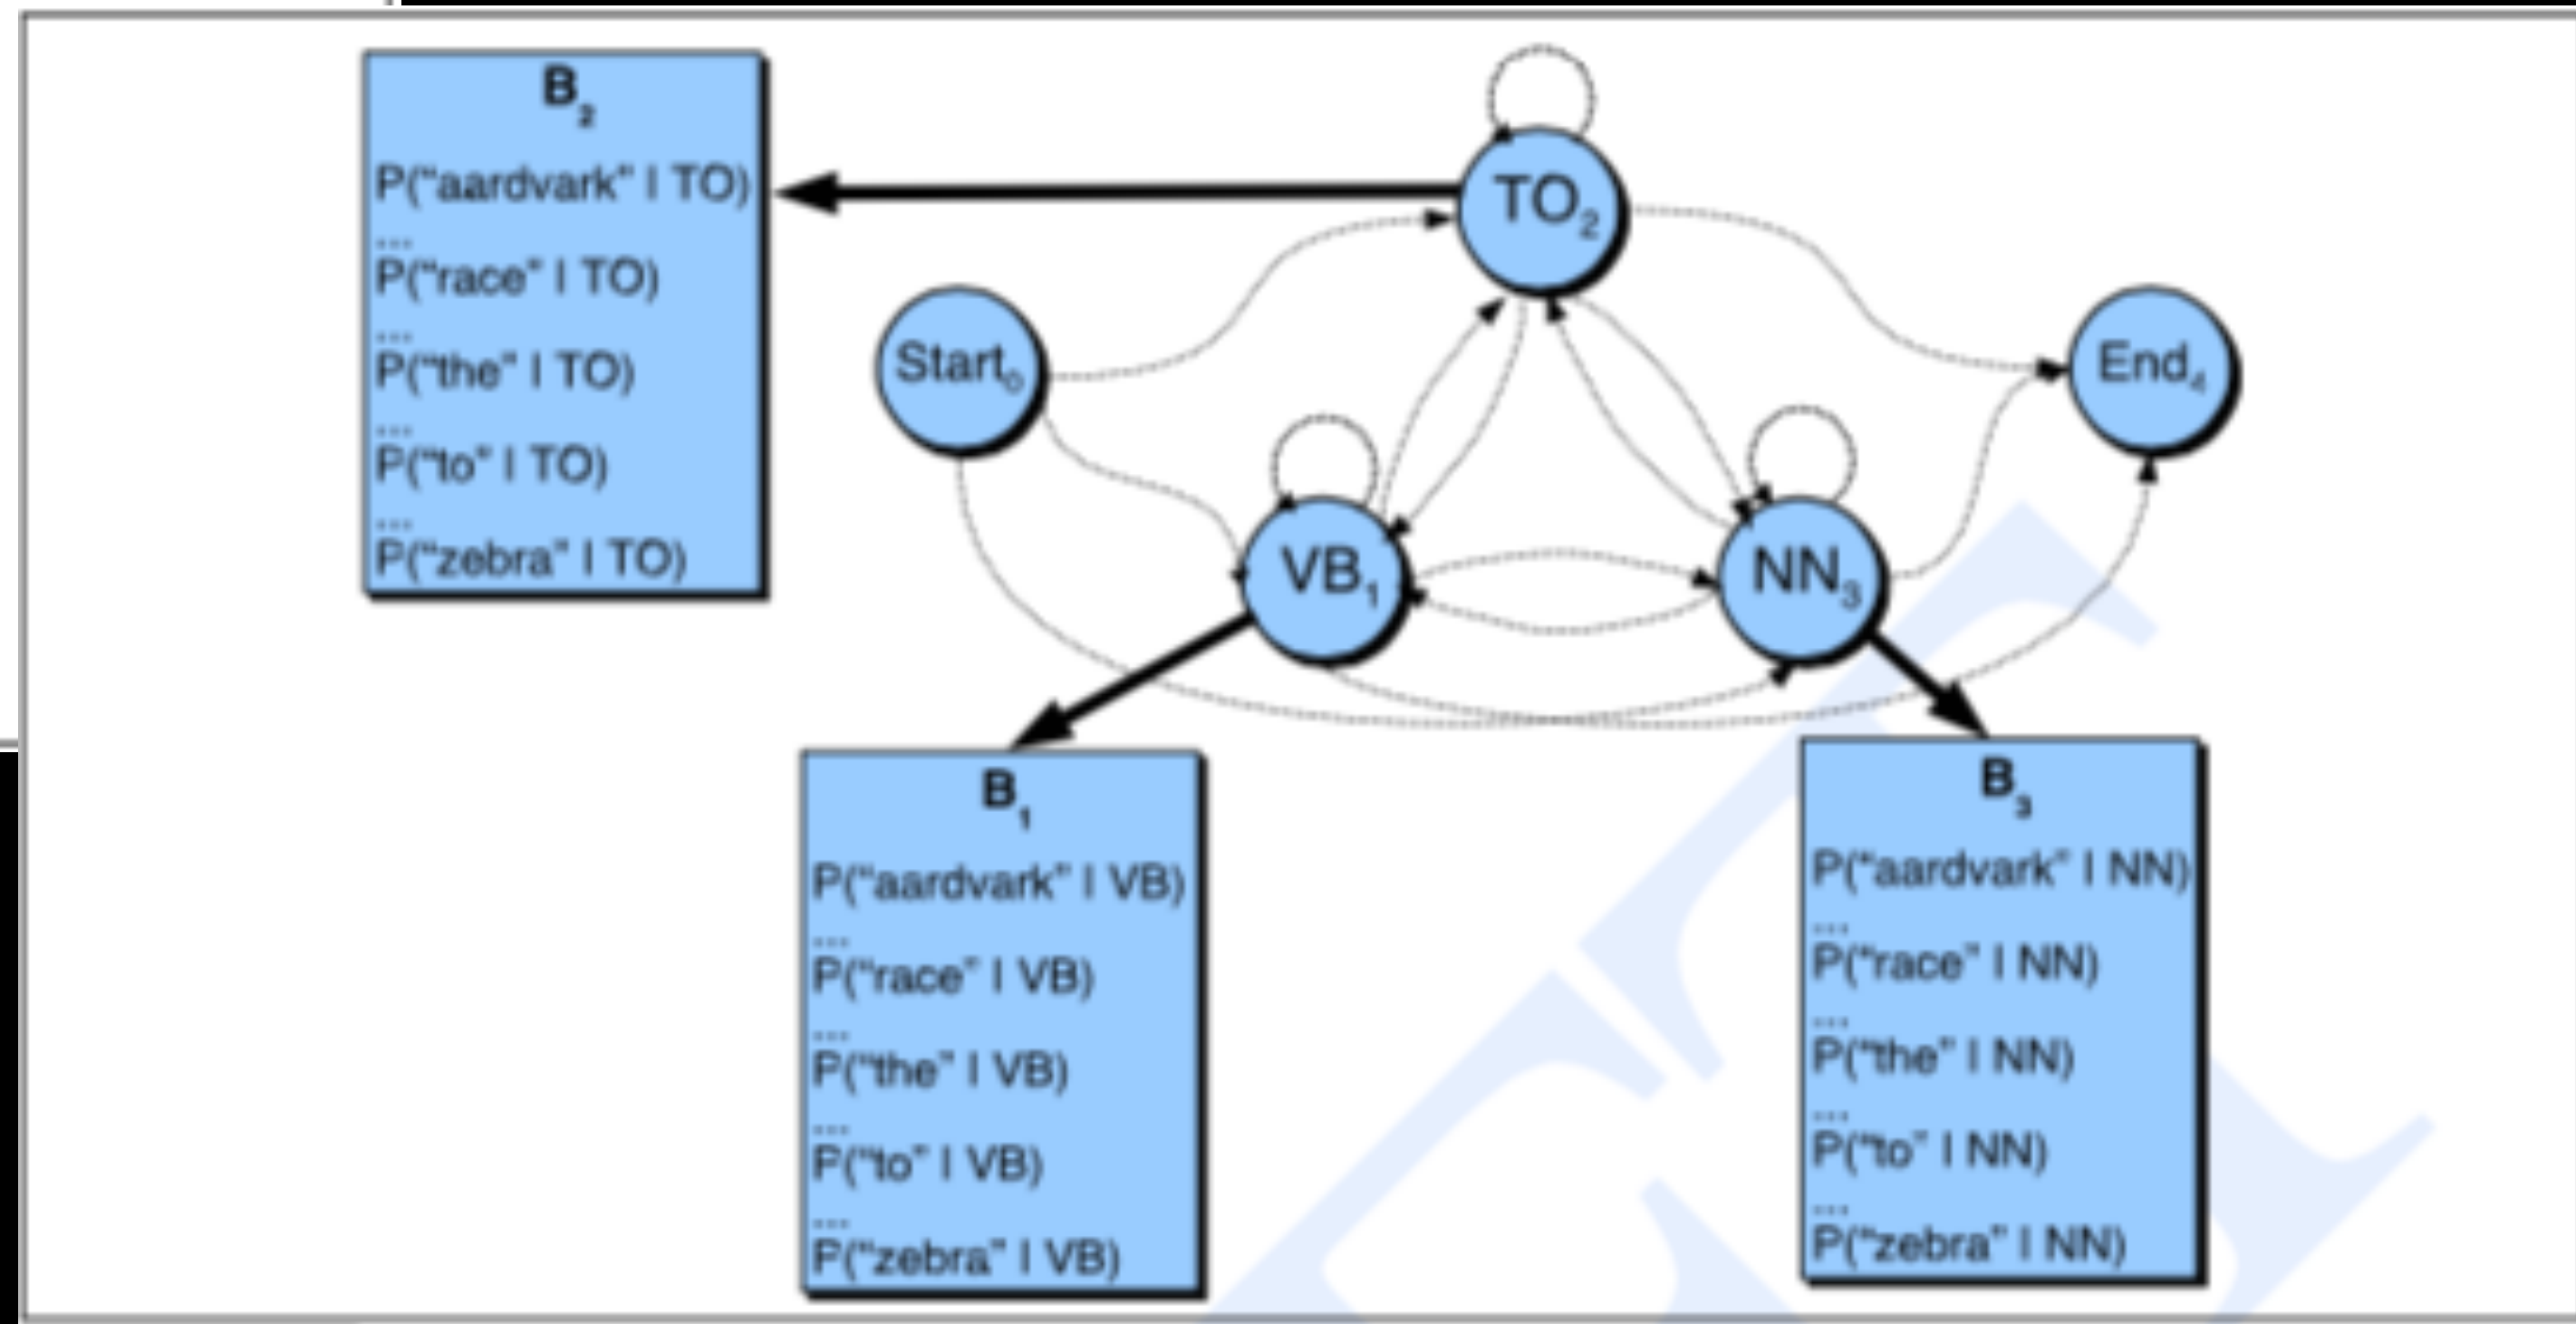 B2
P(“aardvark” | TO)
...
P(“race” | TO)
...
P(“the” | TO)
...
P(“to” | TO)
...
P(“zebra” | TO)
TO2
Start0
End4
VB1
NN3
B1
P(“aardvark” | VB)
...
P(“race” | VB)
...
P(“the” | VB)
...
P(“to” | VB)
...
P(“zebra” | VB)
B3
P(“aardvark” | NN)
...
P(“race” | NN)
...
P(“the” | NN)
...
P(“to” | NN)
...
P(“zebra” | NN)